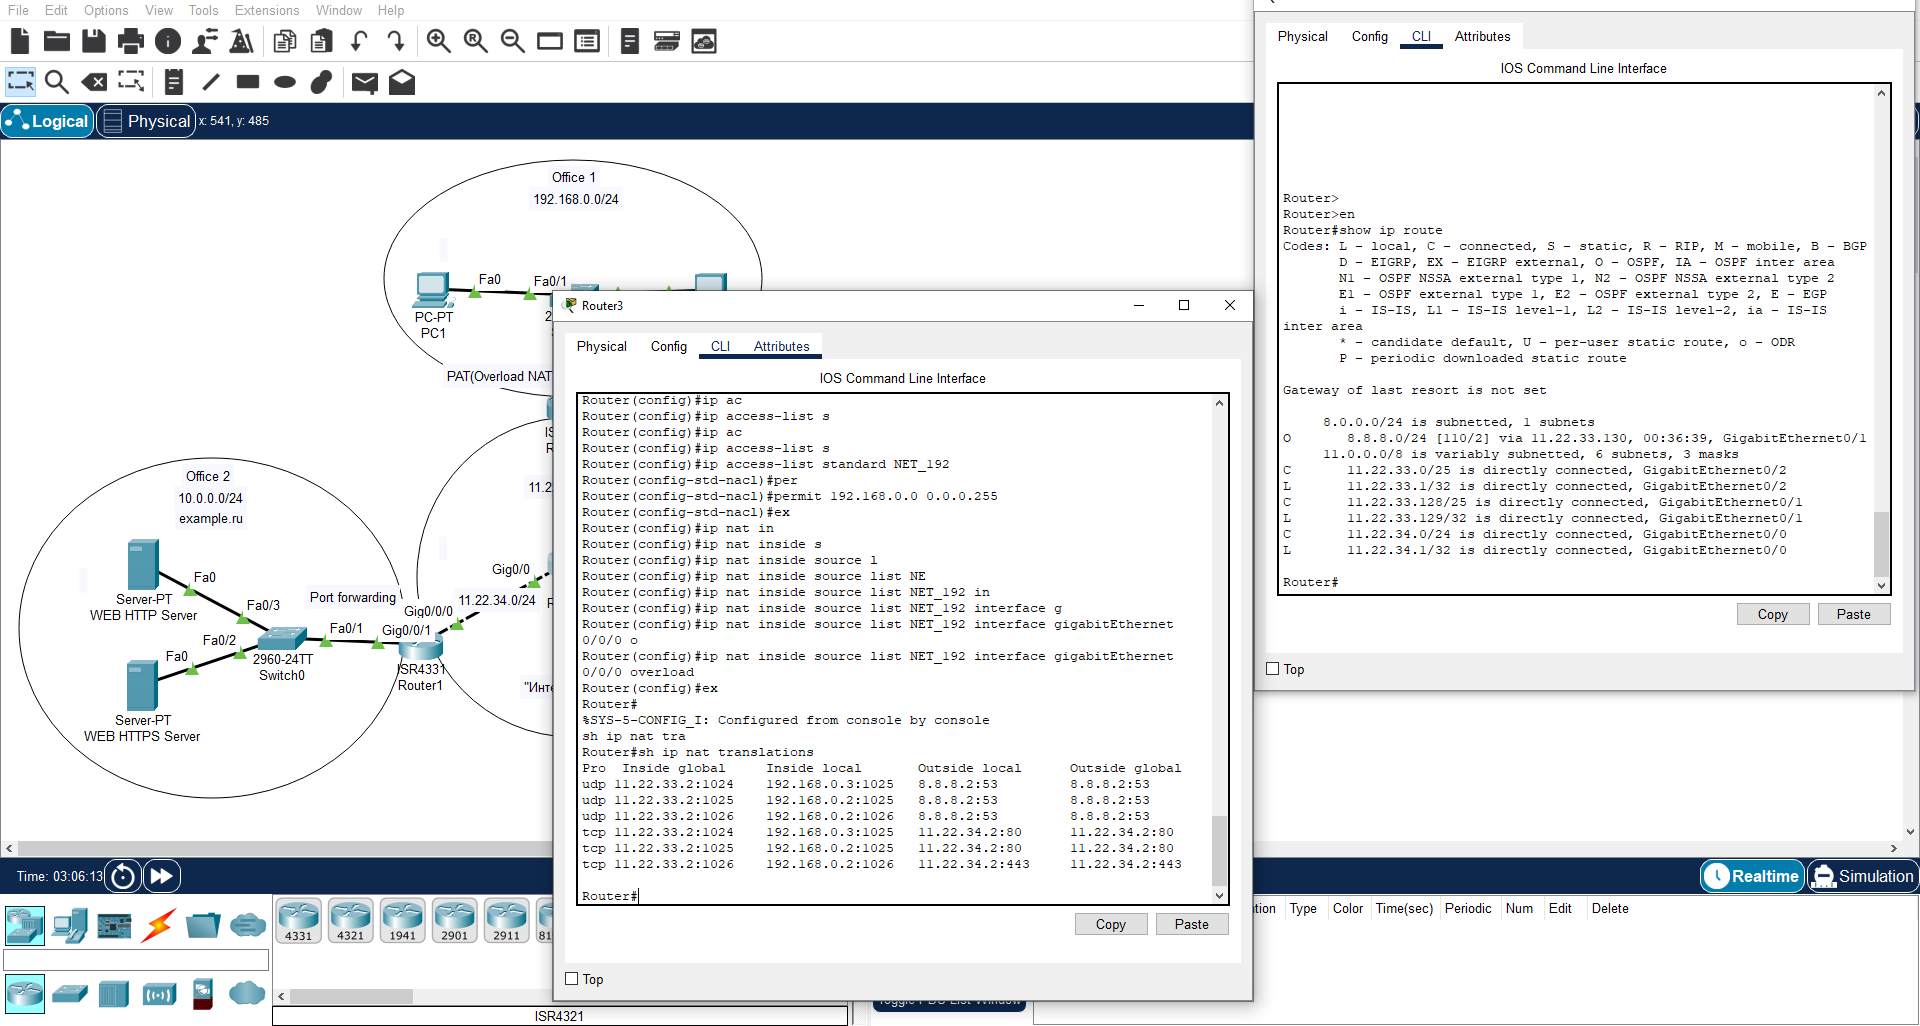 File Edit Options View Tools Extensions Window Help
Logical Physical x: 541, y: 485
Office 1
192.168.0.0/24
Fa0 Fa0/1
PC-PT
PC1
PAT(Overload NAT
Office 2
10.0.0.0/24
example.ru
11.2
Fa0
Server-PT
WEB HTTP Server
Fa0/3
Port forwarding
Gig0/0
Gig0/0/0
11.22.34.0/24
Fa0/2
Fa0/1
Gig0/0/1
Fa0
2960-24TT
Switch0
ISR4331
Router1
"Инте
Server-PT
WEB HTTPS Server
Router3
Physical Config CLI Attributes
IOS Command Line Interface
Router(config)#ip ac
Router(config)#ip access-list s
Router(config)#ip ac
Router(config)#ip access-list s
Router(config)#ip access-list standard NET_192
Router(config-std-nacl)#per
Router(config-std-nacl)#permit 192.168.0.0 0.0.0.255
Router(config-std-nacl)#ex
Router(config)#ip nat in
Router(config)#ip nat inside s
Router(config)#ip nat inside source l
Router(config)#ip nat inside source list NE
Router(config)#ip nat inside source list NET_192 in
Router(config)#ip nat inside source list NET_192 interface g
Router(config)#ip nat inside source list NET_192 interface gigabitEthernet
0/0/0 o
Router(config)#ip nat inside source list NET_192 interface gigabitEthernet
0/0/0 overload
Router(config)#ex
Router#
%SYS-5-CONFIG_I: Configured from console by console
sh ip nat tra
Router#sh ip nat translations
Pro Inside global Inside local Outside local Outside global
udp 11.22.33.2:1024 192.168.0.3:1025 8.8.8.2:53 8.8.8.2:53
udp 11.22.33.2:1025 192.168.0.2:1025 8.8.8.2:53 8.8.8.2:53
udp 11.22.33.2:1026 192.168.0.2:1026 8.8.8.2:53 8.8.8.2:53
tcp 11.22.33.2:1024 192.168.0.3:1025 11.22.34.2:80 11.22.34.2:80
tcp 11.22.33.2:1025 192.168.0.2:1025 11.22.34.2:80 11.22.34.2:80
tcp 11.22.33.2:1026 192.168.0.2:1026 11.22.34.2:443 11.22.34.2:443
Router#
Copy Paste
Top
Physical Config CLI Attributes
IOS Command Line Interface
Router>
Router>en
Router#show ip route
Codes: L - local, C - connected, S - static, R - RIP, M - mobile, B - BGP
D - EIGRP, EX - EIGRP external, O - OSPF, IA - OSPF inter area
N1 - OSPF NSSA external type 1, N2 - OSPF NSSA external type 2
E1 - OSPF external type 1, E2 - OSPF external type 2, E - EGP
i - IS-IS, L1 - IS-IS level-1, L2 - IS-IS level-2, ia - IS-IS
inter area
* - candidate default, U - per-user static route, o - ODR
P - periodic downloaded static route
Gateway of last resort is not set
8.0.0.0/24 is subnetted, 1 subnets
O 8.8.8.0/24 [110/2] via 11.22.33.130, 00:36:39, GigabitEthernet0/1
11.0.0.0/8 is variably subnetted, 6 subnets, 3 masks
C 11.22.33.0/25 is directly connected, GigabitEthernet0/2
L 11.22.33.1/32 is directly connected, GigabitEthernet0/2
C 11.22.33.128/25 is directly connected, GigabitEthernet0/1
L 11.22.33.129/32 is directly connected, GigabitEthernet0/1
C 11.22.34.0/24 is directly connected, GigabitEthernet0/0
L 11.22.34.1/32 is directly connected, GigabitEthernet0/0
Router#
Copy Paste
Top
Time: 03:06:13
Realtime Simulation
4331 4321 1941 2901 2911 81
ISR4321
tion Type Color Time(sec) Periodic Num Edit Delete